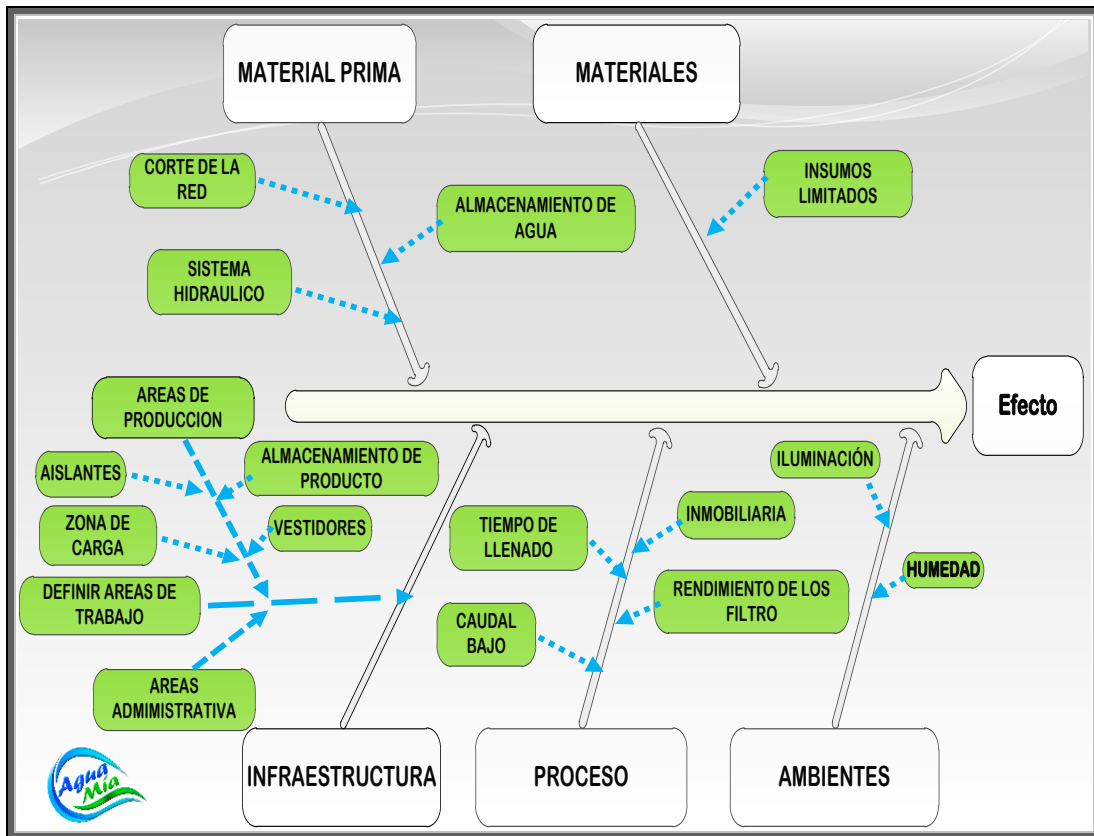 MATERIAL PRIMA
MATERIALES
CORTE DE LA
RED
ALMACENAMIENTO DE
AGUA
INSUMOS
LIMITADOS
SISTEMA
HIDRAULICO
Efecto
AREAS DE
PRODUCCION
AISLANTES
ALMACENAMIENTO DE
PRODUCTO
ZONA DE
CARGA
VESTIDORES
DEFINIR AREAS DE
TRABAJO
AREAS
ADMIMISTRATIVA
TIEMPO DE
LLENADO
INMOBILIARIA
CAUDAL
BAJO
RENDIMIENTO DE LOS
FILTRO
ILUMINACIÓN
HUMEDAD
INFRAESTRUCTURA
PROCESO
AMBIENTES
Agua
Mía